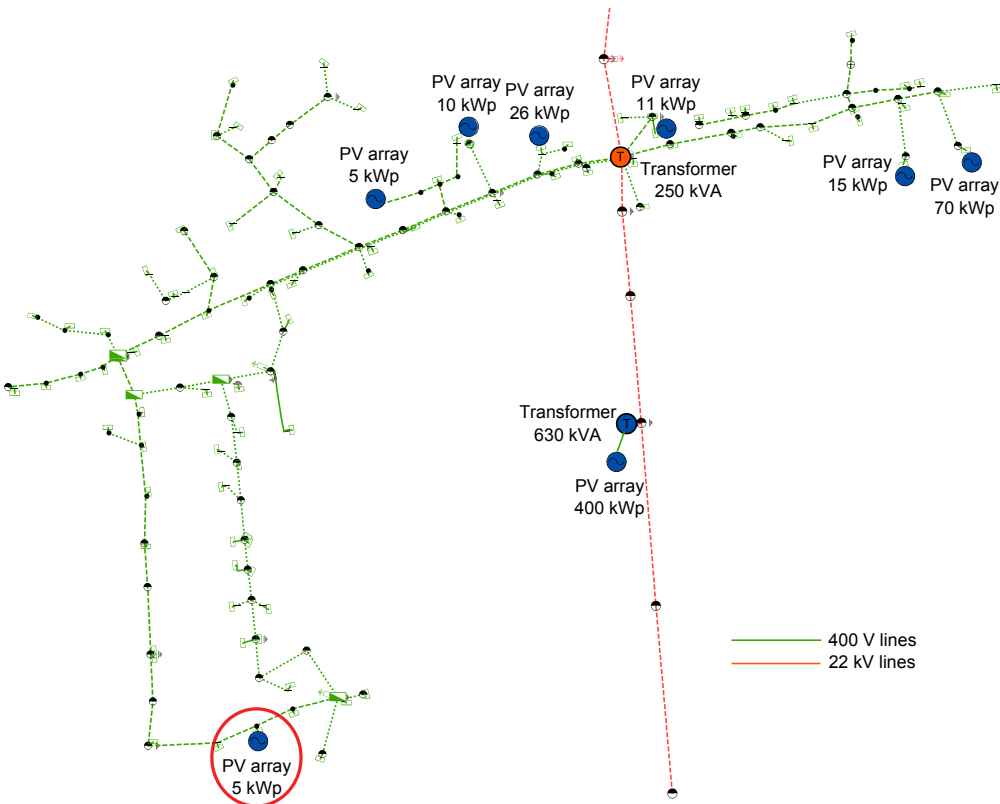 PV array
10 kWp
PV array
26 kWp
PV array
11 kWp
PV array
5 kWp
T
Transformer
250 kVA
PV array
15 kWp
PV array
70 kWp
Transformer
630 kVA
T
PV array
400 kWp
400 V lines
22 kV lines
PV array
5 kWp